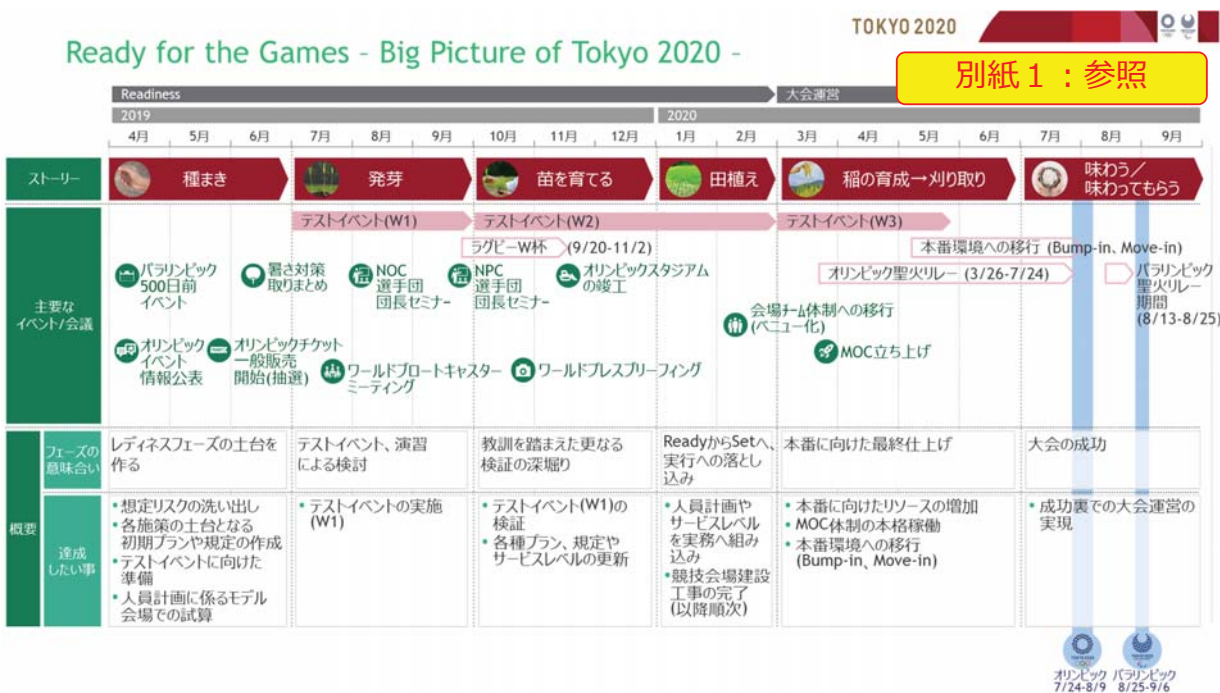 TOKYO 2020
Ready for the Games - Big Picture of Tokyo 2020 -
別紙1：参照
Readiness
大会運営
2019
2020
4月 5月 6月 7月 8月 9月 10月 11月 12月 1月 2月 3月 4月 5月 6月 7月 8月 9月
ストーリー
種まき
発芽
苗を育てる
田植え
稲の育成→刈り取り
味わう/
味わってもらう
主要な
イベント/会議
テストイベント(W1)
テストイベント(W2)
テストイベント(W3)
ラグビーW杯 (9/20-11/2)
本番環境への移行 (Bump-in、Move-in)
オリンピック聖火リレー (3/26-7/24)
パラリンピック
聖火リレー
期間
(8/13-8/25)
パラリンピック
500日前
イベント
暑さ対策
取りまとめ
NOC
選手団
団長セミナー
NPC
選手団
団長セミナー
オリンピックスタジアム
の竣工
会場チーム体制への移行
(ベニュー化)
オリンピック
イベント
情報公表
オリンピックチケット
一般販売
開始(抽選)
ワールドブロートキャスター
ミーティング
ワールドプレスブリーフィング
MOC立ち上げ
概要
フェーズの
意味合い
レディネスフェーズの土台を
作る
テストイベント、演習
による検討
教訓を踏まえた更なる
検証の深堀り
ReadyからSetへ、
実行への落とし
込み
本番に向けた最終仕上げ
大会の成功
達成
したい事
•想定リスクの洗い出し
•各施策の土台となる
初期プランや規定の作成
•テストイベントに向けた
準備
•人員計画に係るモデル
会場での試算
•テストイベントの実施
(W1)
•テストイベント(W1)の
検証
•各種プラン、規定や
サービスレベルの更新
•人員計画や
サービスレベル
を実務へ組み
込み
•競技会場建設
工事の完了
(以降順次)
•本番に向けたリソースの増加
•MOC体制の本格稼働
•本番環境への移行
(Bump-in、Move-in)
•成功裏での大会運営の
実現
オリンピック
7/24-8/9
パラリンピック
8/25-9/6